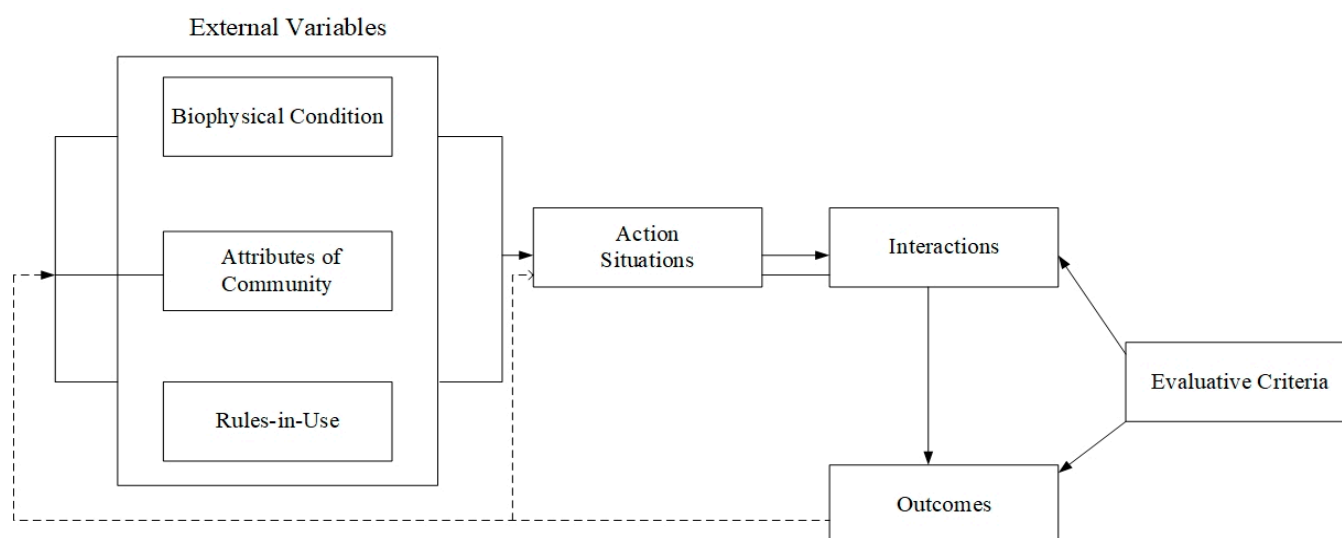 External Variables
Biophysical Condition
Attributes of
Community
Rules-in-Use
Action
Situations
Interactions
Evaluative Criteria
Outcomes